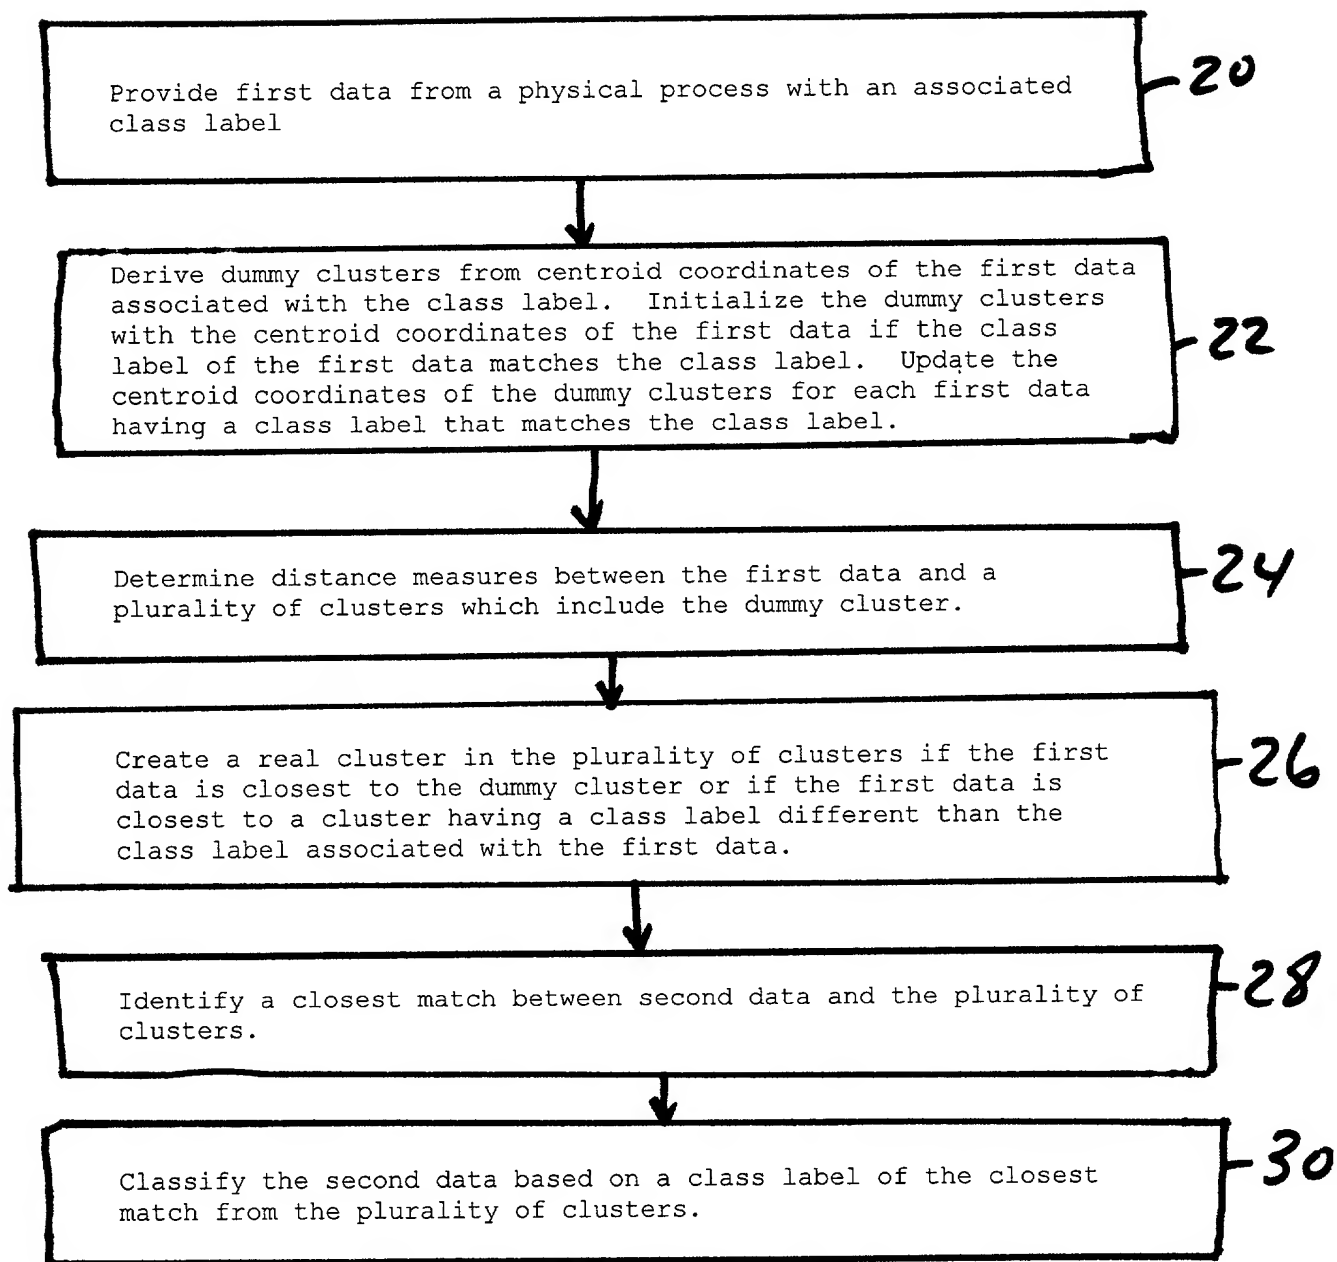 Provide first data from a physical process with an associated
class label
20
Derive dummy clusters from centroid coordinates of the first data
associated with the class label.  Initialize the dummy clusters
with the centroid coordinates of the first data if the class
label of the first data matches the class label.  Update the
centroid coordinates of the dummy clusters for each first data
having a class label that matches the class label.
22
Determine distance measures between the first data and a
plurality of clusters which include the dummy cluster.
24
Create a real cluster in the plurality of clusters if the first
data is closest to the dummy cluster or if the first data is
closest to a cluster having a class label different than the
class label associated with the first data.
26
Identify a closest match between second data and the plurality of
clusters.
28
Classify the second data based on a class label of the closest
match from the plurality of clusters.
30